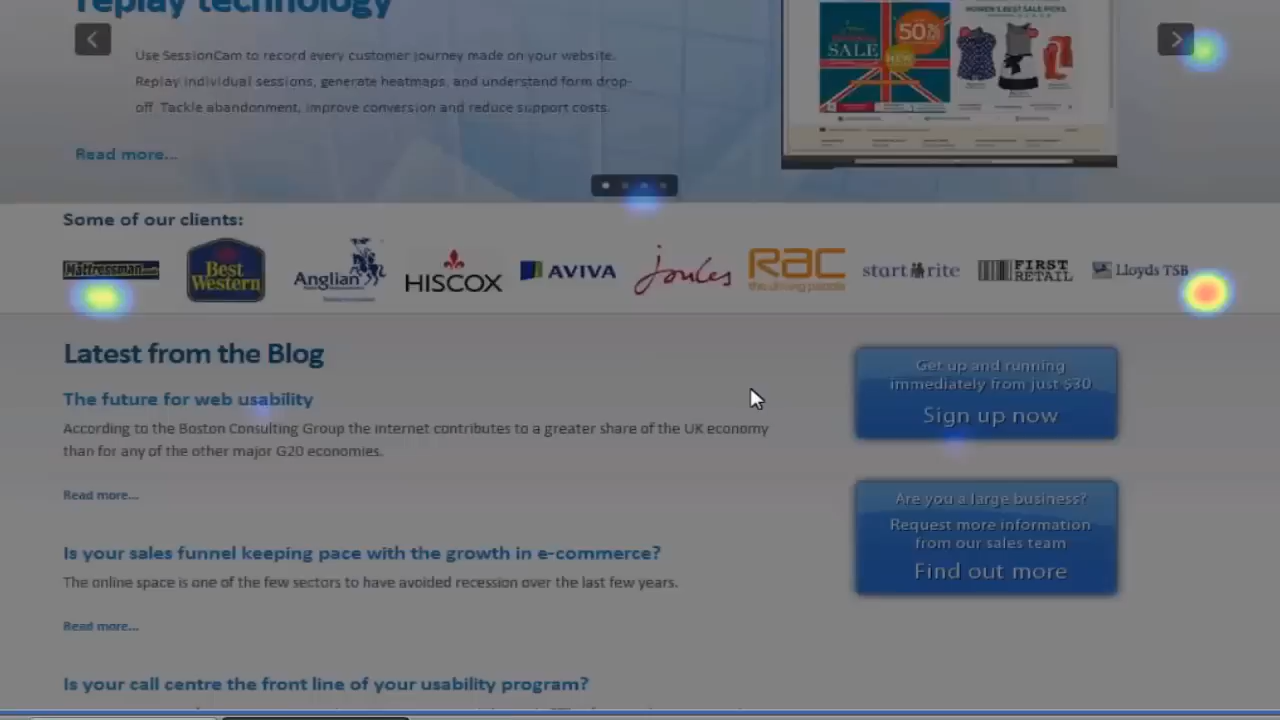 replay technology
Use SessionCam to record every customer journey made on your website.
Replay individual sessions, generate heatmaps, and understand form drop-
off. Tackle abandonment, improve conversion and reduce support costs.
Read more...
SALE
50%
WOMEN'S BEST SALE PICKS
Some of our clients:
Mattressman
Best Western
Anglian
HISCOX
AVIVA
Joules
RAC
the driving people
start rite
FIRST RETAIL
Lloyds TSB
Latest from the Blog
The future for web usability
According to the Boston Consulting Group the internet contributes to a greater share of the UK economy
than for any of the other major G20 economies.
Read more...
Is your sales funnel keeping pace with the growth in e-commerce?
The online space is one of the few sectors to have avoided recession over the last few years.
Read more...
Is your call centre the front line of your usability program?
Get up and running
immediately from just $30
Sign up now
Are you a large business?
Request more information
from our sales team
Find out more